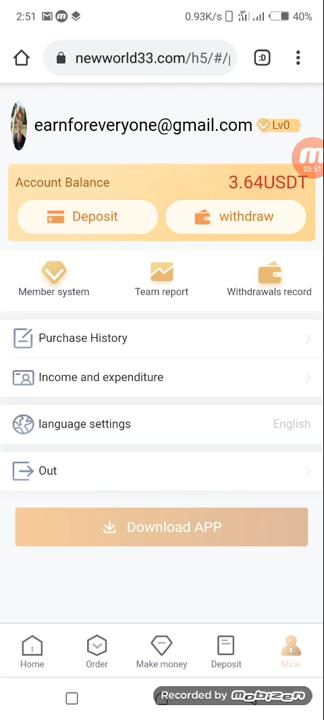 2:51 0.93K/s 40%
newworld33.com/h5/#/
:D
earnforeveryone@gmail.com Lv0
05:51
Account Balance 3.64USDT
Deposit withdraw
Member system Team report Withdrawals record
Purchase History
Income and expenditure
language settings English
Out
Download APP
Home Order Make money Deposit Mine
Recorded by mobizen